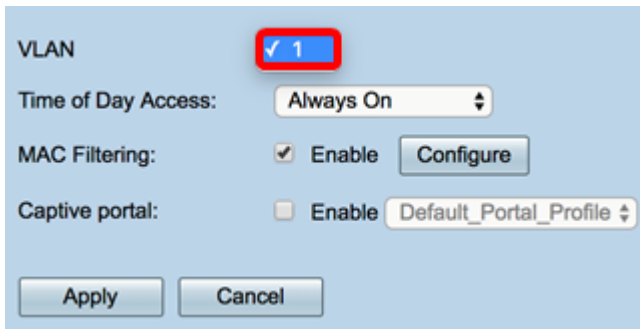 VLAN ✓ 1
Time of Day Access: Always On
MAC Filtering: Enable Configure
Captive portal: Enable Default_Portal_Profile
Apply Cancel